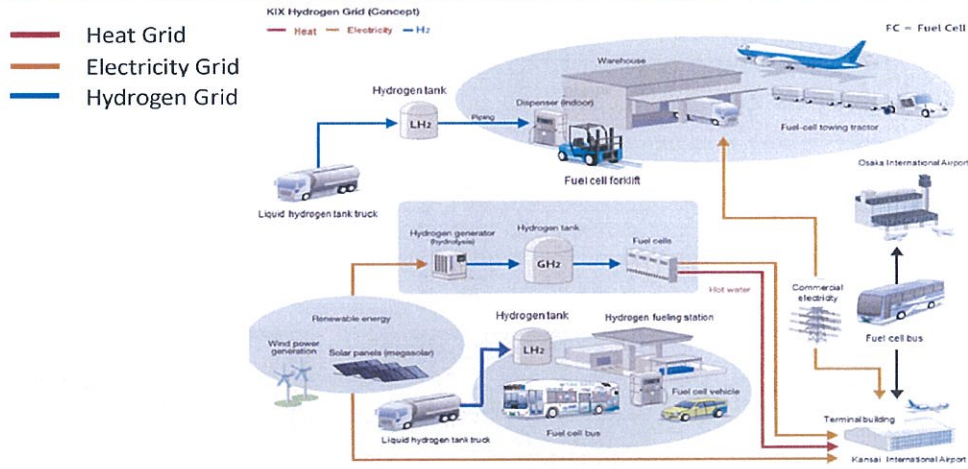 KIX Hydrogen Grid (Concept)
Heat Electricity H2
FC = Fuel Cell
Heat Grid
Electricity Grid
Hydrogen Grid
Warehouse
Hydrogen tank
LH2
Piping
Dispenser (indoor)
Fuel-cell towing tractor
Fuel cell forklift
Liquid hydrogen tank truck
Osaka International Airport
Hydrogen generator
(hydrolysis)
Hydrogen tank
GH2
Fuel cells
Hot water
Commercial
electricity
Fuel cell bus
Renewable energy
Wind power
generation
Solar panels (megasolar)
Hydrogen tank
LH2
Hydrogen fueling station
Fuel cell vehicle
Fuel cell bus
Liquid hydrogen tank truck
Terminal building
Kansai International Airport